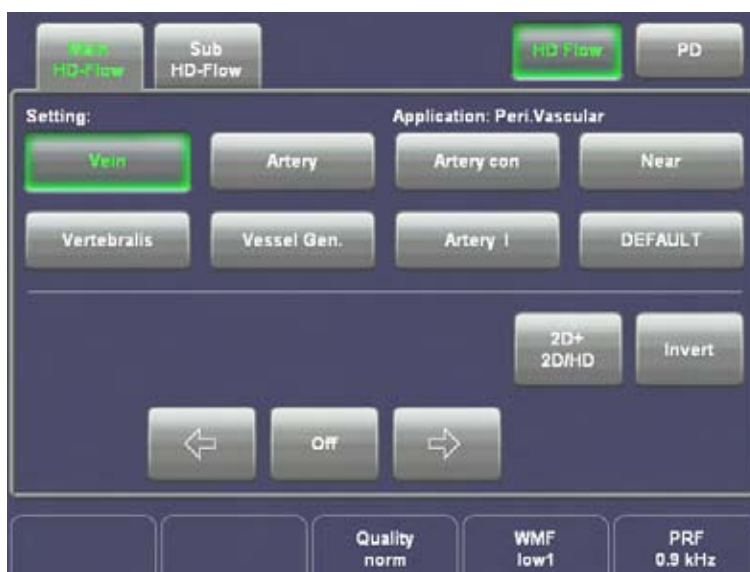 Main
HD-Flow
Sub
HD-Flow
HD Flow
PD
Setting:
Application: Peri.Vascular
Vein
Artery
Artery con
Near
Vertebralis
Vessel Gen.
Artery I
DEFAULT
2D+
2D/HD
Invert
Off
Quality
norm
WMF
low1
PRF
0.9 kHz